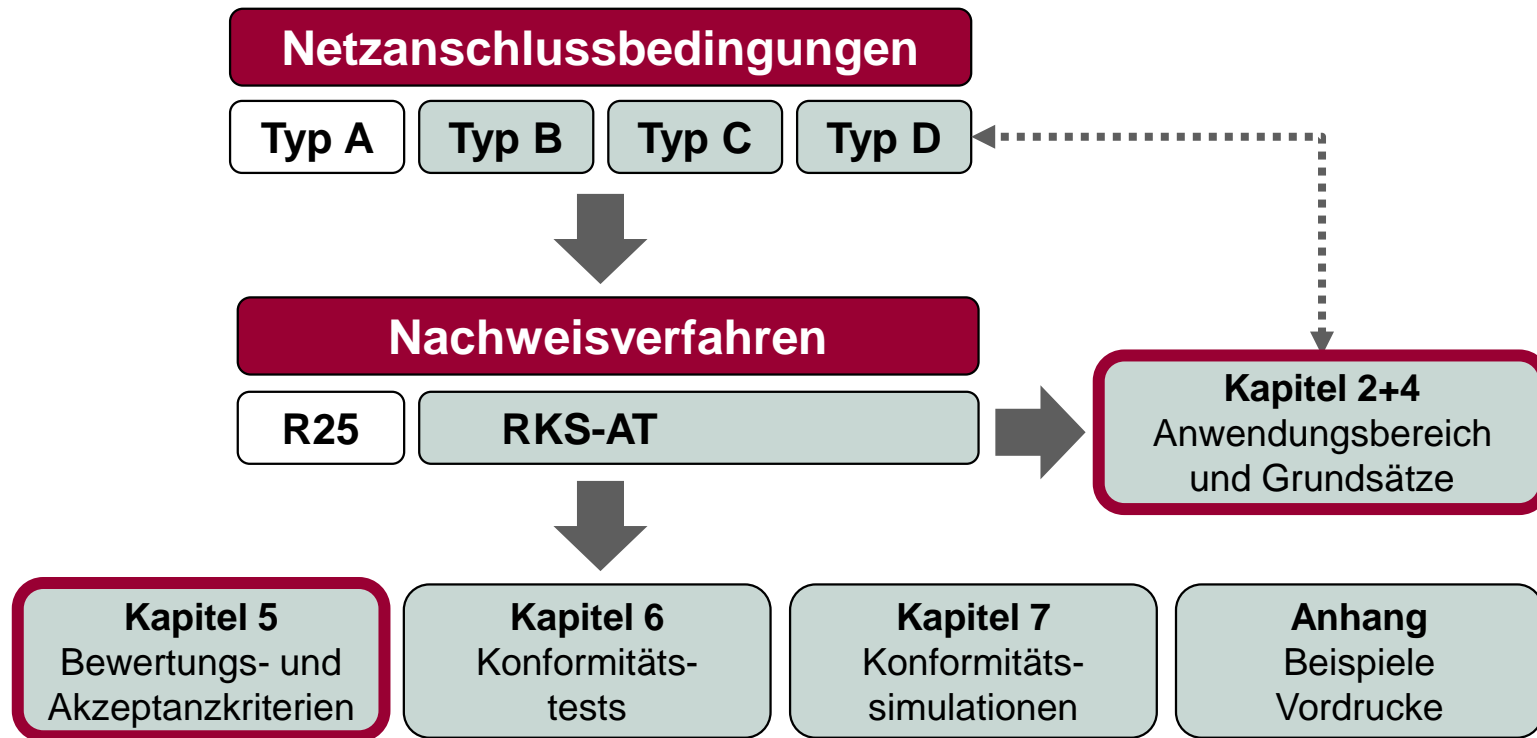 Netzanschlussbedingungen
Typ A
Typ B
Typ C
Typ D
Nachweisverfahren
R25
RKS-AT
Kapitel 2+4
Anwendungsbereich
und Grundsätze
Kapitel 5
Bewertungs- und
Akzeptanzkriterien
Kapitel 6
Konformitäts-
tests
Kapitel 7
Konformitäts-
simulationen
Anhang
Beispiele
Vordrucke